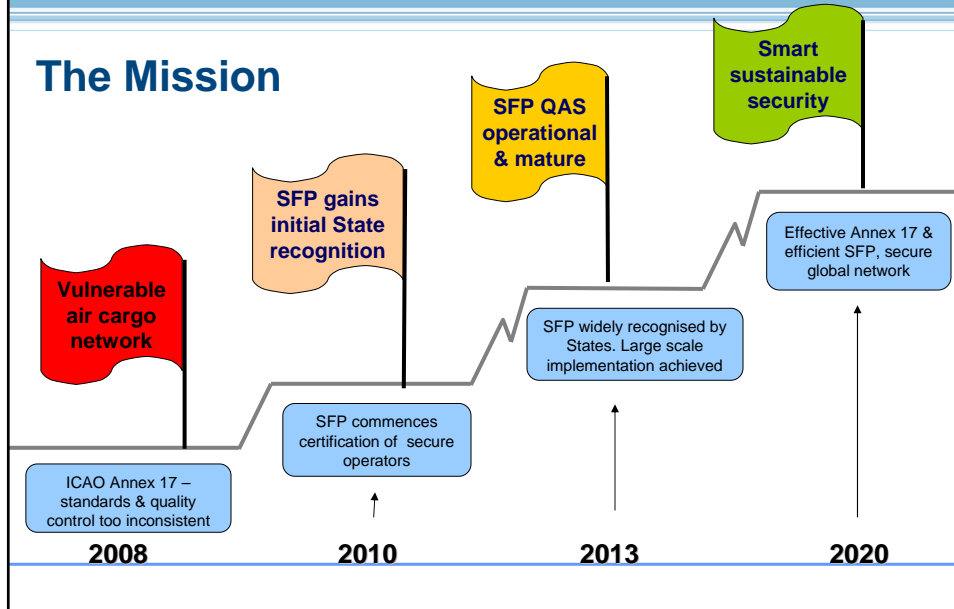 The Mission
Vulnerable
air cargo
network
ICAO Annex 17 –
standards & quality
control too inconsistent
2008
SFP gains
initial State
recognition
SFP commences
certification of secure
operators
2010
SFP QAS
operational
& mature
SFP widely recognised by
States. Large scale
implementation achieved
2013
Smart
sustainable
security
Effective Annex 17 &
efficient SFP, secure
global network
2020